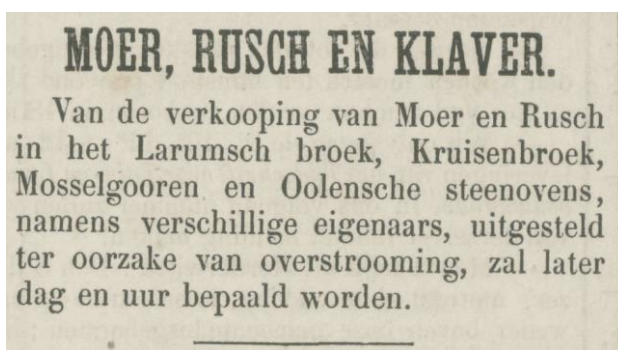 MOER, RUSCH EN KLAVER.
Van de verkooping van Moer en Rusch
in het Larumsch broek, Kruisenbroek,
Mosselgooren en Oolensche steenovens,
namens verschillige eigenaars, uitgesteld
ter oorzake van overstrooming, zal later
dag en uur bepaald worden.